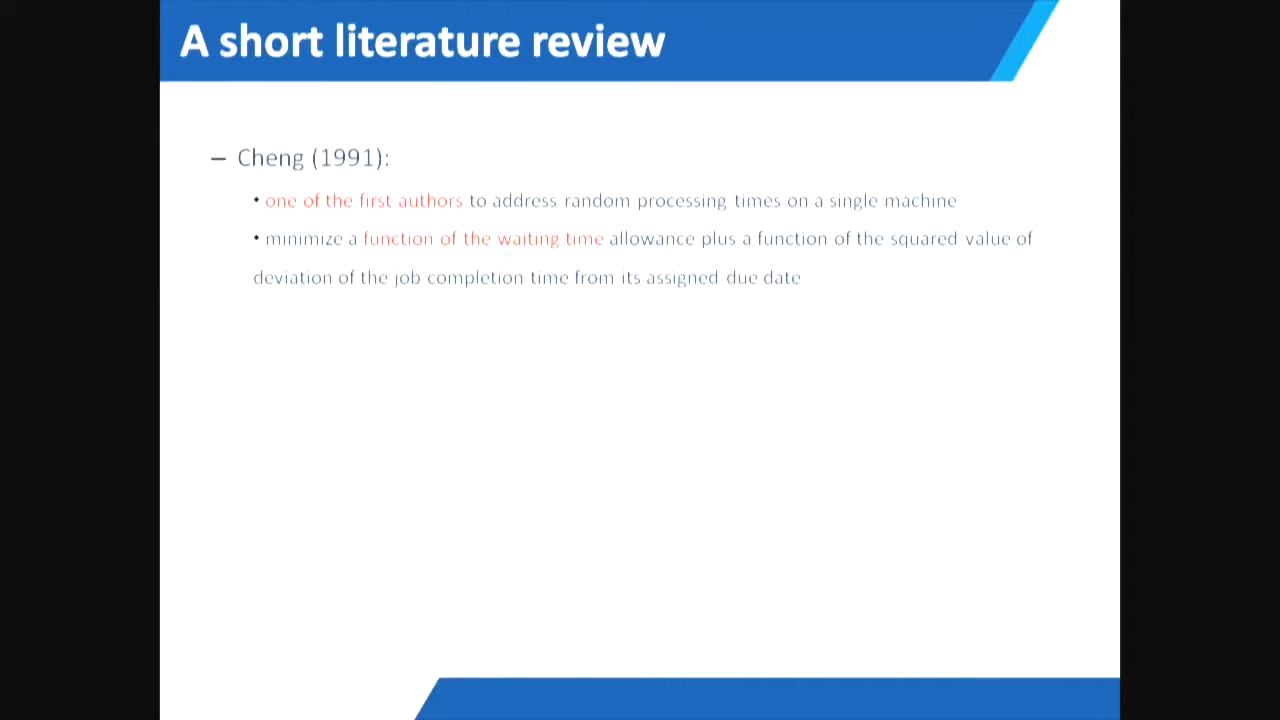 A short literature review
– Cheng (1991):
• one of the first authors to address random processing times on a single machine
• minimize a function of the waiting time allowance plus a function of the squared value of
deviation of the job completion time from its assigned due date